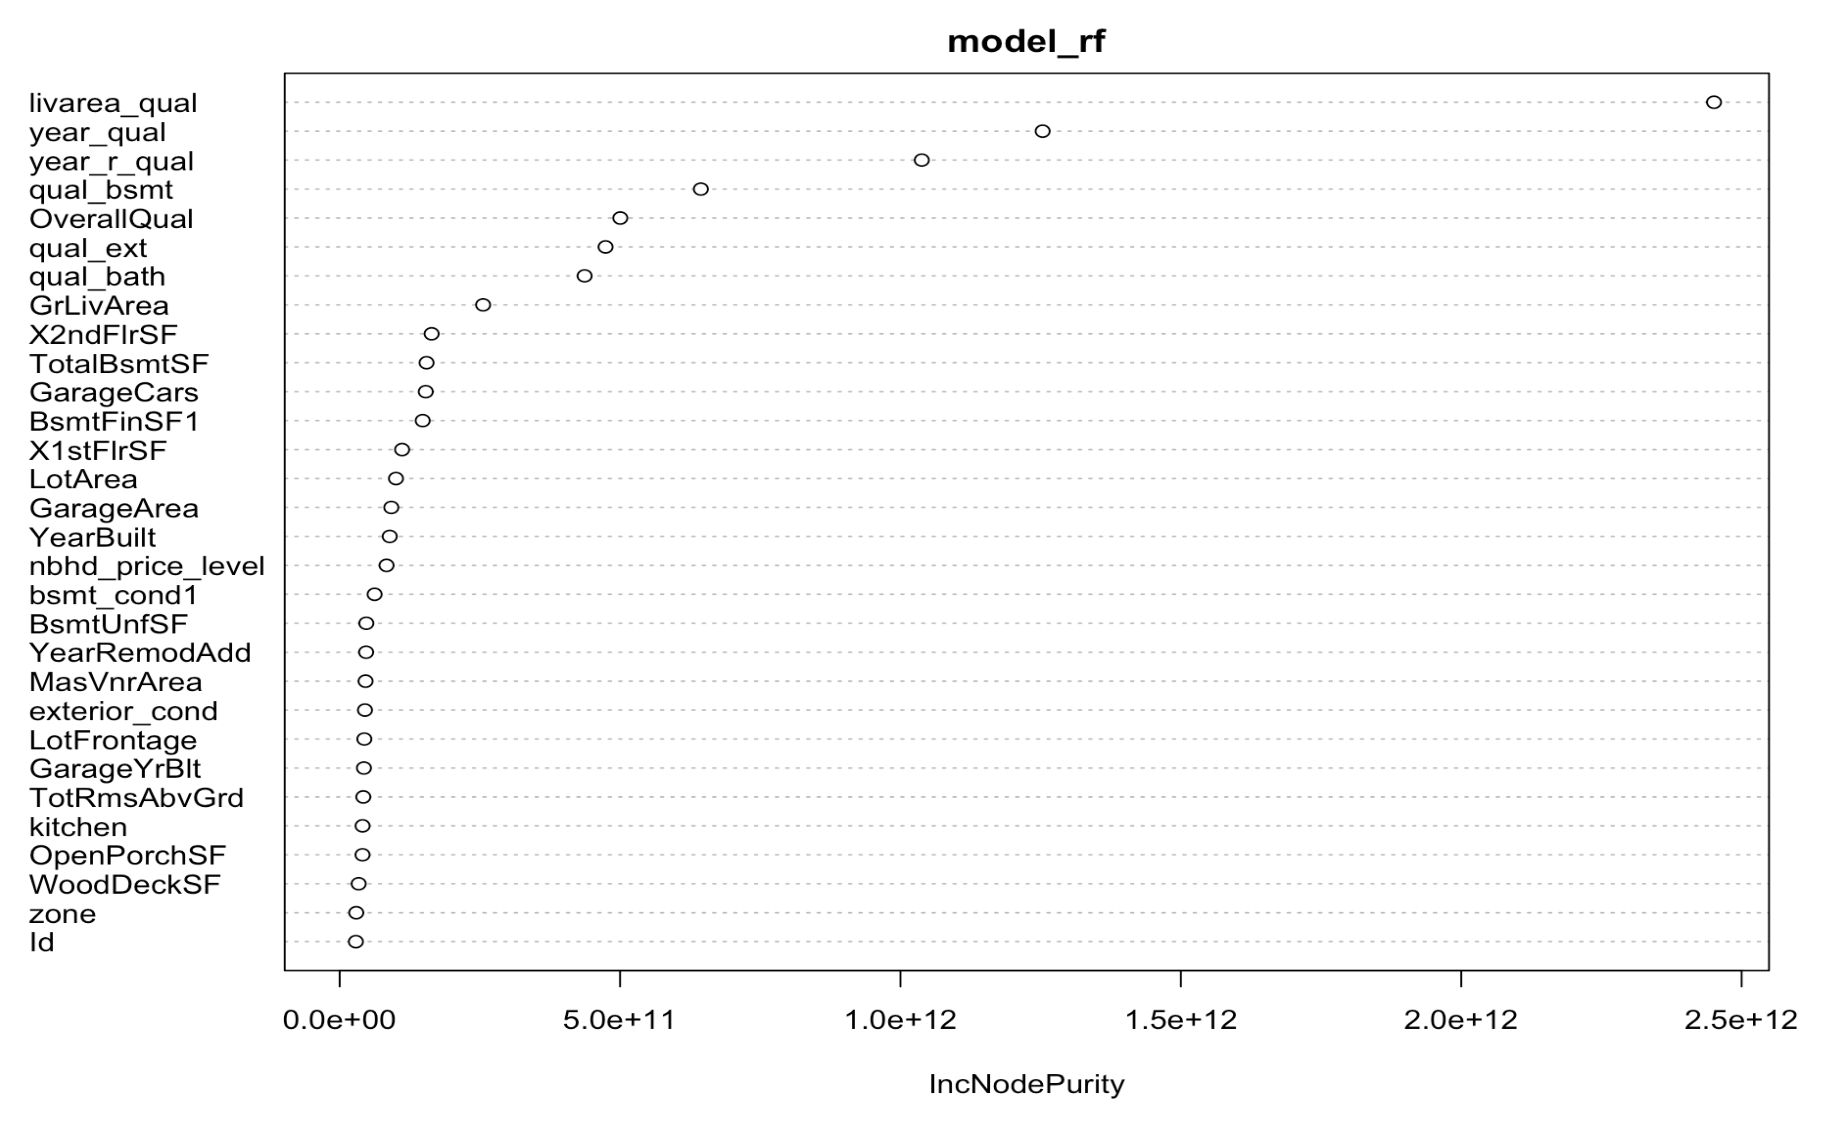 model_rf
livarea_qual
year_qual
year_r_qual
qual_bsmt
OverallQual
qual_ext
qual_bath
GrLivArea
X2ndFlrSF
TotalBsmtSF
GarageCars
BsmtFinSF1
X1stFlrSF
LotArea
GarageArea
YearBuilt
nbhd_price_level
bsmt_cond1
BsmtUnfSF
YearRemodAdd
MasVnrArea
exterior_cond
LotFrontage
GarageYrBlt
TotRmsAbvGrd
kitchen
OpenPorchSF
WoodDeckSF
zone
Id
0.0e+00 5.0e+11 1.0e+12 1.5e+12 2.0e+12 2.5e+12
IncNodePurity